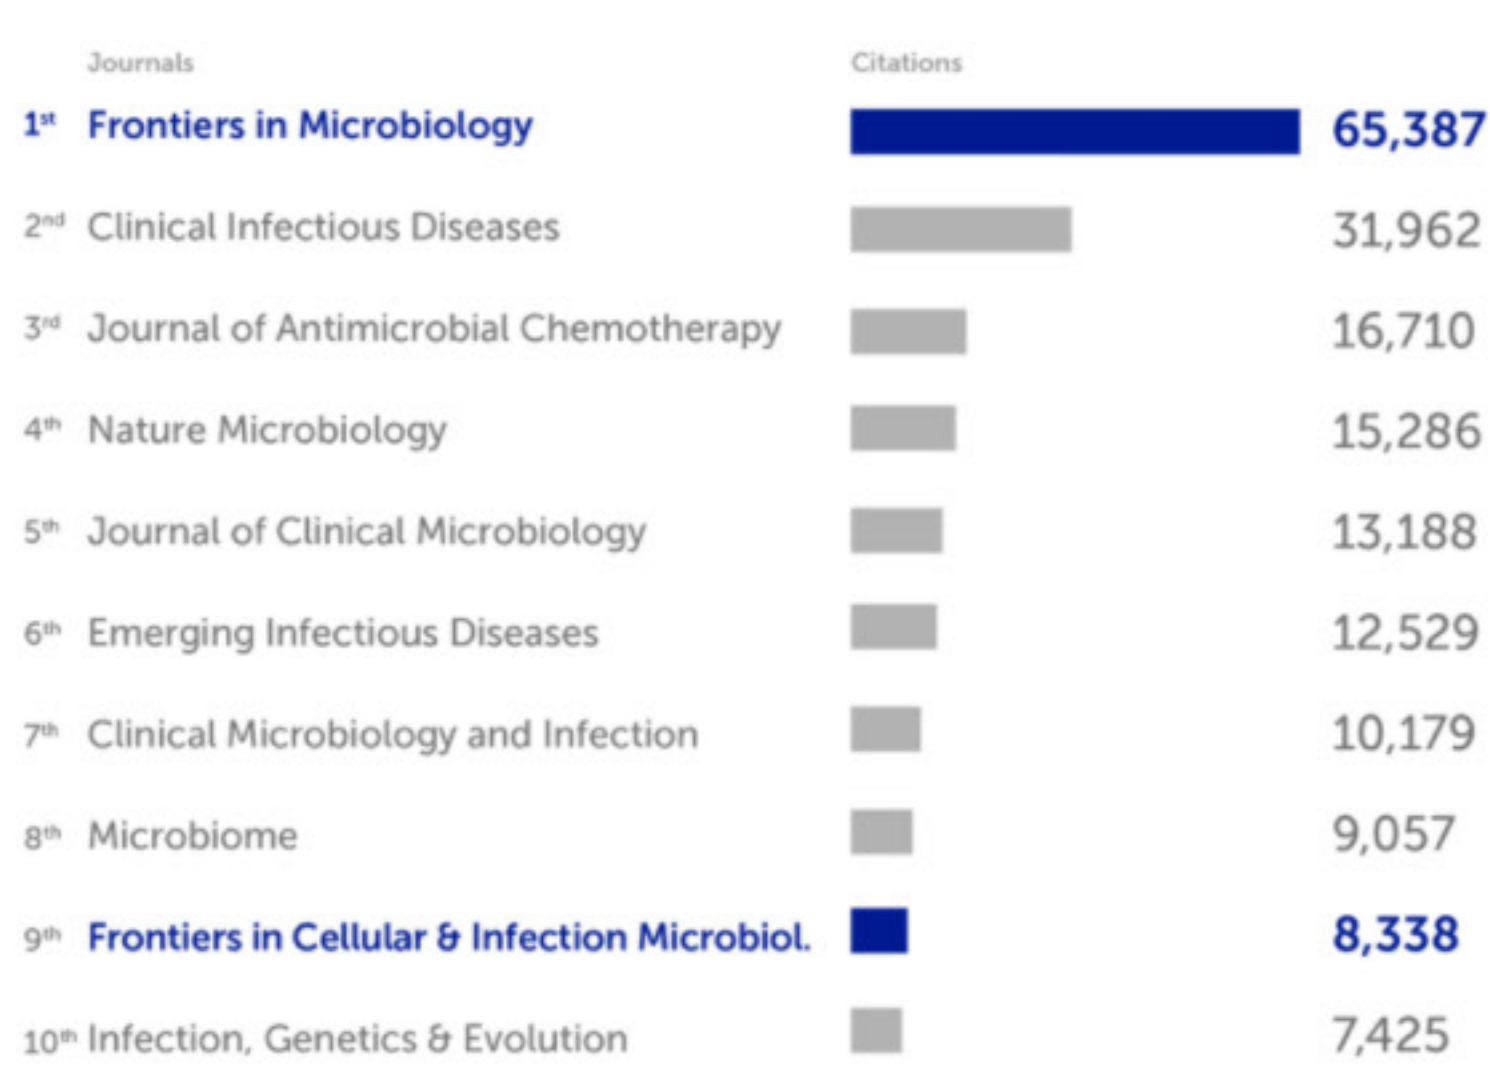 Journals Citations
1st Frontiers in Microbiology 65,387
2nd Clinical Infectious Diseases 31,962
3rd Journal of Antimicrobial Chemotherapy 16,710
4th Nature Microbiology 15,286
5th Journal of Clinical Microbiology 13,188
6th Emerging Infectious Diseases 12,529
7th Clinical Microbiology and Infection 10,179
8th Microbiome 9,057
9th Frontiers in Cellular & Infection Microbiol. 8,338
10th Infection, Genetics & Evolution 7,425